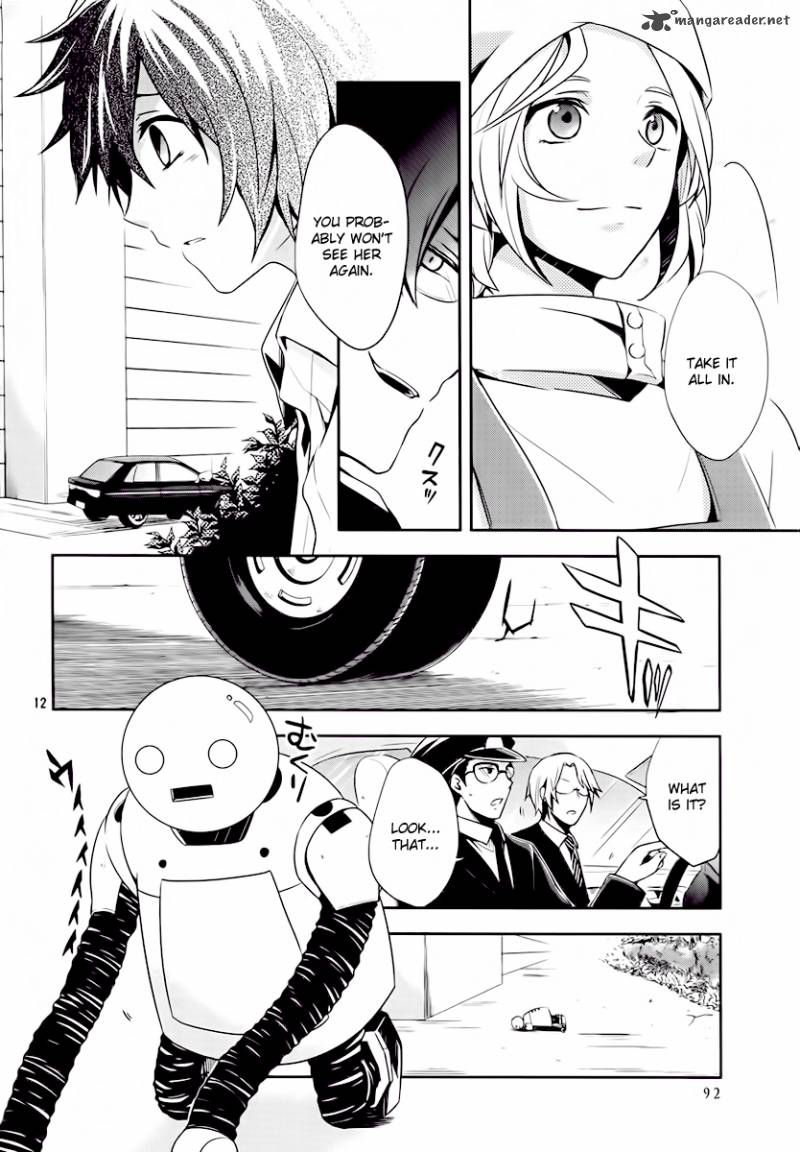 mangareader.net
TAKE IT
ALL IN.
YOU PROB-
ABLY WON'T
SEE HER
AGAIN.
クスッ
キッ
12
WHAT
IS IT?
LOOK...
THAT...
むくり
92